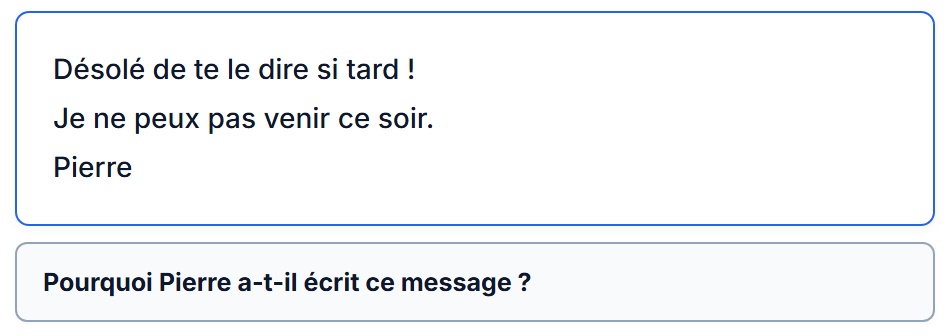 Désolé de te le dire si tard !
Je ne peux pas venir ce soir.
Pierre
Pourquoi Pierre a-t-il écrit ce message ?